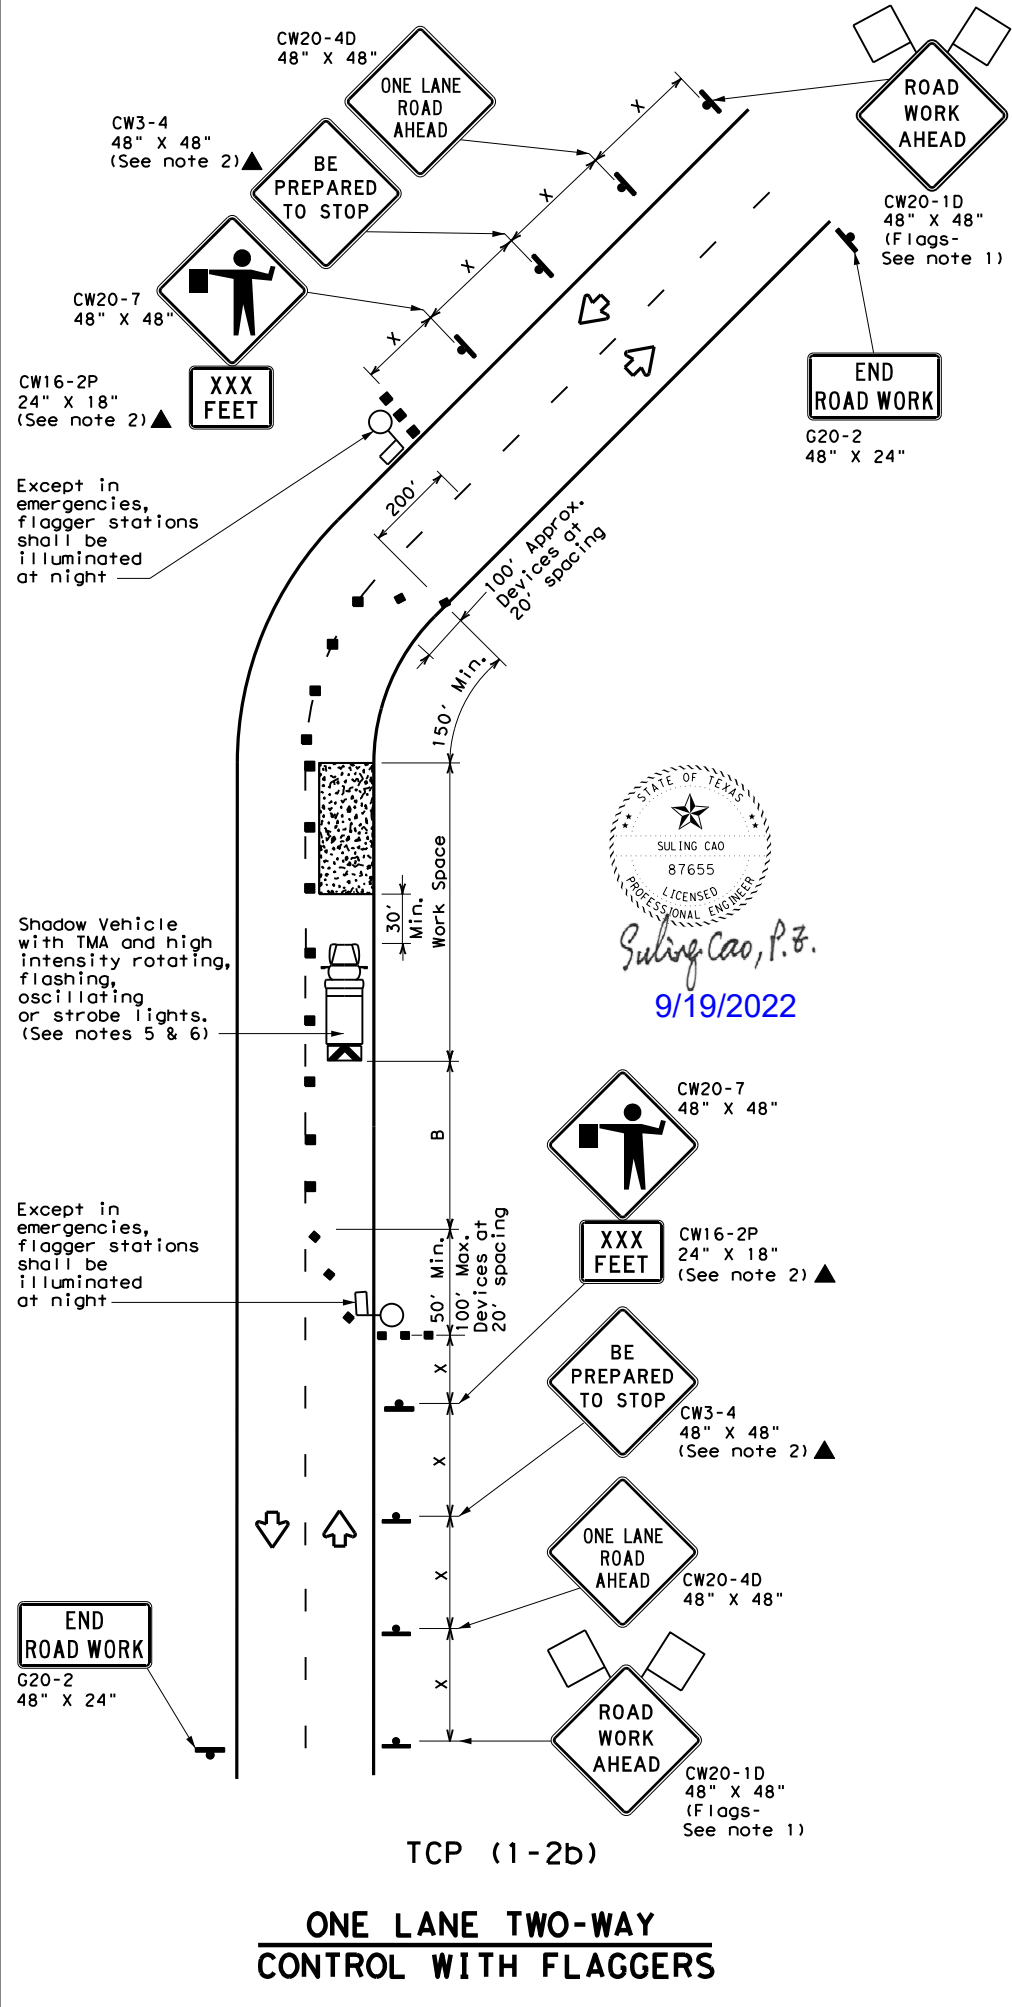 CW20-4D
48" X 48"
ONE LANE
ROAD
AHEAD
ROAD
WORK
AHEAD
CW20-1D
48" X 48"
(Flags-
See note 1)
CW3-4
48" X 48"
(See note 2)
BE
PREPARED
TO STOP
X
X
X
X
CW20-7
48" X 48"
CW16-2P
24" X 18"
(See note 2)
XXX
FEET
END
ROAD WORK
G20-2
48" X 24"
Except in
emergencies,
flagger stations
shall be
illuminated
at night
200'
100' Approx.
Devices at
20' spacing
150' Min.
STATE OF TEXAS
SULING CAO
87655
LICENSED
PROFESSIONAL ENGINEER
Suling Cao, P.E.
9/19/2022
Work Space
30'
Min.
Shadow Vehicle
with TMA and high
intensity rotating,
flashing,
oscillating
or strobe lights.
(See notes 5 & 6)
B
CW20-7
48" X 48"
XXX
FEET
CW16-2P
24" X 18"
(See note 2)
Except in
emergencies,
flagger stations
shall be
illuminated
at night
50' Min.
100' Max.
Devices at
20' spacing
X
X
X
X
BE
PREPARED
TO STOP
CW3-4
48" X 48"
(See note 2)
ONE LANE
ROAD
AHEAD
CW20-4D
48" X 48"
END
ROAD WORK
G20-2
48" X 24"
ROAD
WORK
AHEAD
CW20-1D
48" X 48"
(Flags-
See note 1)
TCP (1-2b)
ONE LANE TWO-WAY
CONTROL WITH FLAGGERS